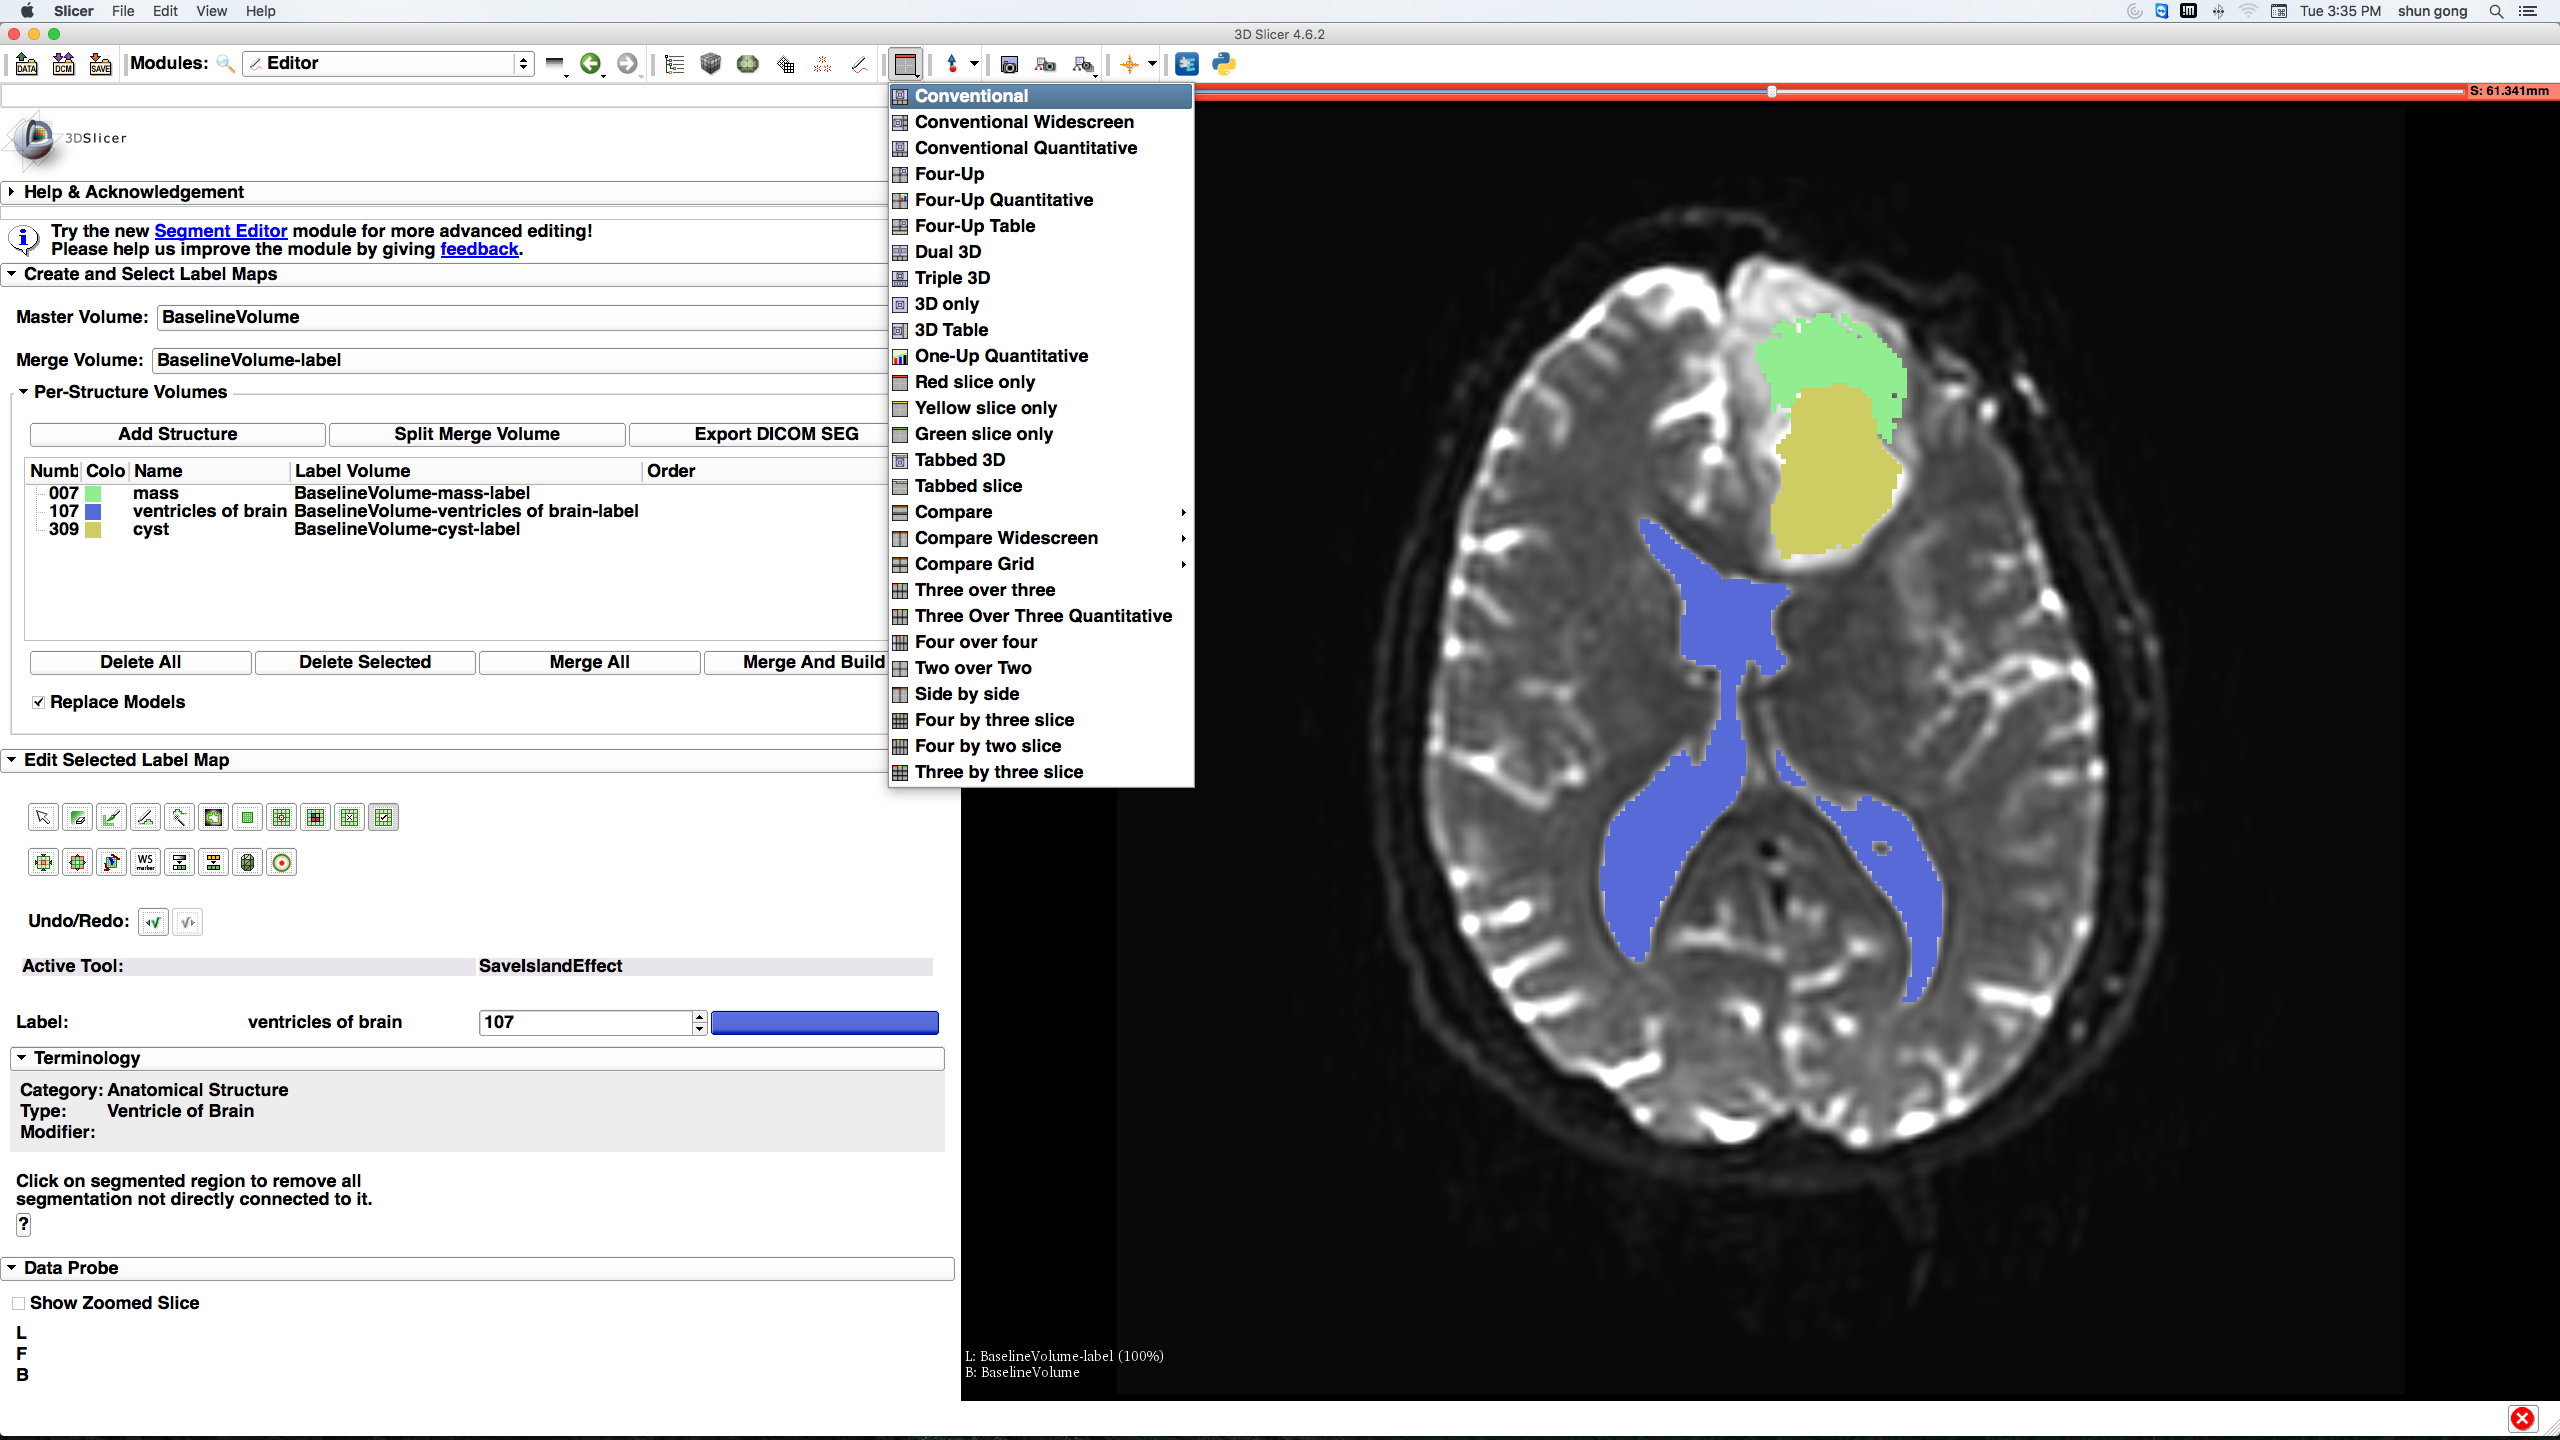 Slicer File Edit View Help
Tue 3:35 PM shun gong
3D Slicer 4.6.2
DATA DCM SAVE Modules: Editor
S: 61.341mm
3DSlicer
Help & Acknowledgement
Try the new Segment Editor module for more advanced editing!
Please help us improve the module by giving feedback.
Create and Select Label Maps
Master Volume: BaselineVolume
Merge Volume: BaselineVolume-label
Per-Structure Volumes
Add Structure Split Merge Volume Export DICOM SEG
Numb Colo Name Label Volume Order
007 mass BaselineVolume-mass-label
107 ventricles of brain BaselineVolume-ventricles of brain-label
309 cyst BaselineVolume-cyst-label
Delete All Delete Selected Merge All Merge And Build
Replace Models
Edit Selected Label Map
WS
Undo/Redo:
Active Tool: SaveIslandEffect
Label: ventricles of brain 107
Terminology
Category: Anatomical Structure
Type: Ventricle of Brain
Modifier:
Click on segmented region to remove all
segmentation not directly connected to it.
?
Data Probe
Show Zoomed Slice
L
F
B
Conventional
Conventional Widescreen
Conventional Quantitative
Four-Up
Four-Up Quantitative
Four-Up Table
Dual 3D
Triple 3D
3D only
3D Table
One-Up Quantitative
Red slice only
Yellow slice only
Green slice only
Tabbed 3D
Tabbed slice
Compare
Compare Widescreen
Compare Grid
Three over three
Three Over Three Quantitative
Four over four
Two over Two
Side by side
Four by three slice
Four by two slice
Three by three slice
L: BaselineVolume-label (100%)
B: BaselineVolume